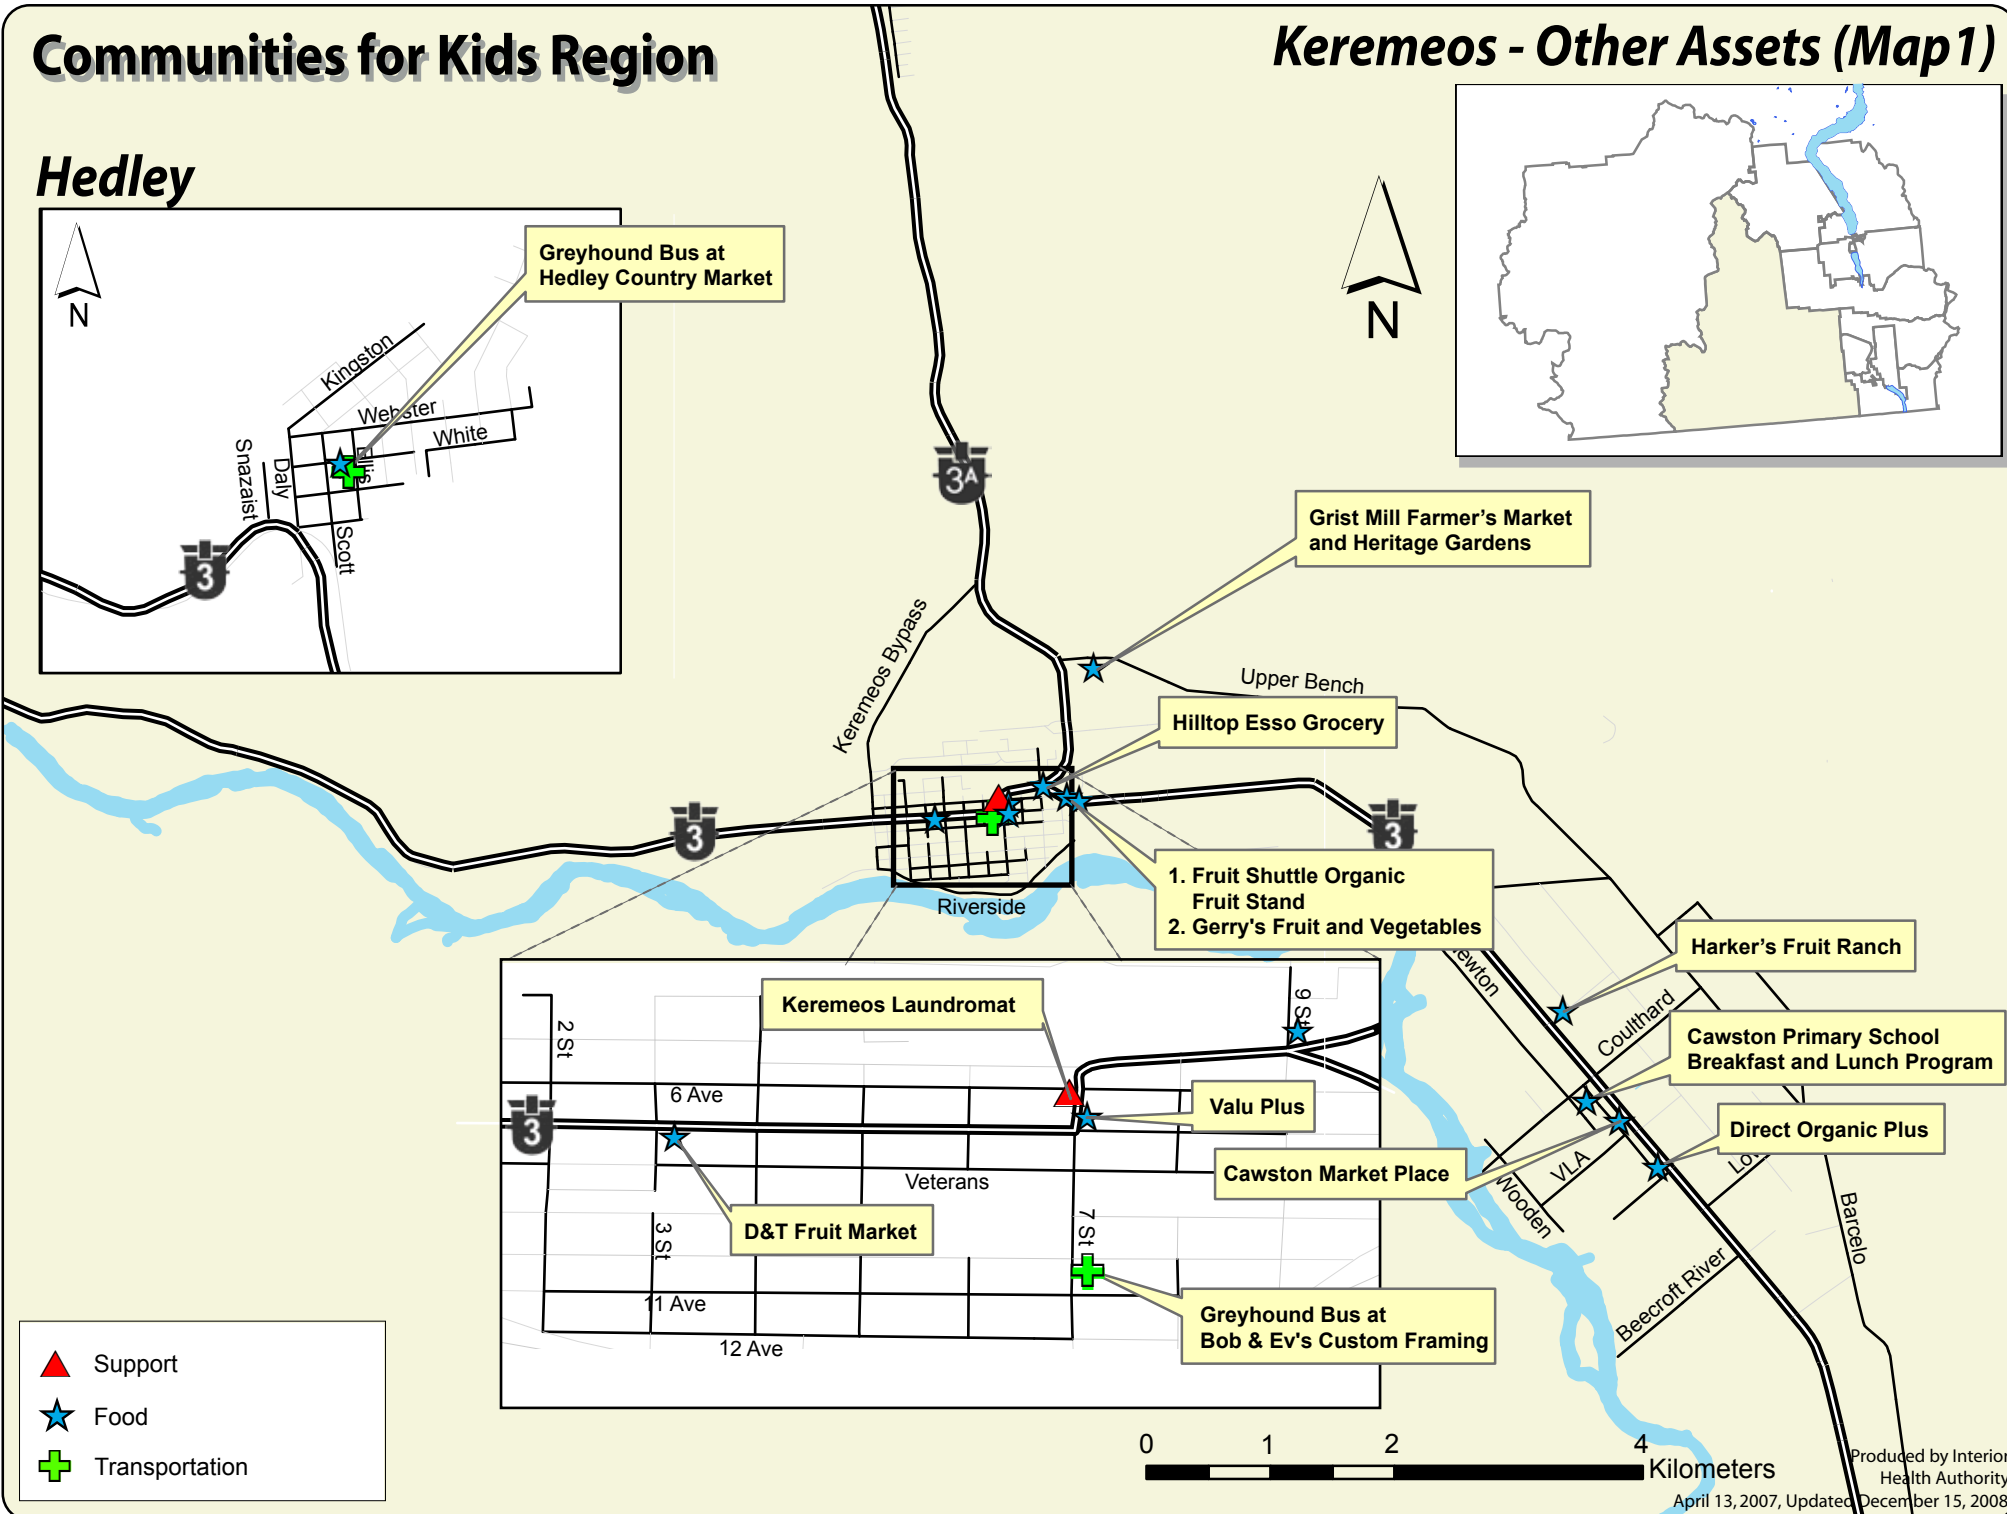 Communities for Kids Region
Keremeos - Other Assets (Map1)
Hedley
N
Greyhound Bus at
Hedley Country Market
Kingston
Webster
White
Ellis
Snazaist
Daly
Scott
3
N
3A
Grist Mill Farmer's Market
and Heritage Gardens
Keremeos Bypass
Upper Bench
Hilltop Esso Grocery
3
3
1. Fruit Shuttle Organic
Fruit Stand
2. Gerry's Fruit and Vegetables
Riverside
Harker's Fruit Ranch
Coulthard
Cawston Primary School
Breakfast and Lunch Program
Direct Organic Plus
Cawston Market Place
VLA
Wooden
Barcelo
Beecroft River
Keremeos Laundromat
9 St
2 St
6 Ave
3
Valu Plus
Veterans
D&T Fruit Market
3 St
7 St
11 Ave
12 Ave
Greyhound Bus at
Bob & Ev's Custom Framing
Support
Food
Transportation
0 1 2 4
Kilometers
Produced by Interior
Health Authority
April 13, 2007, Updated December 15, 2008